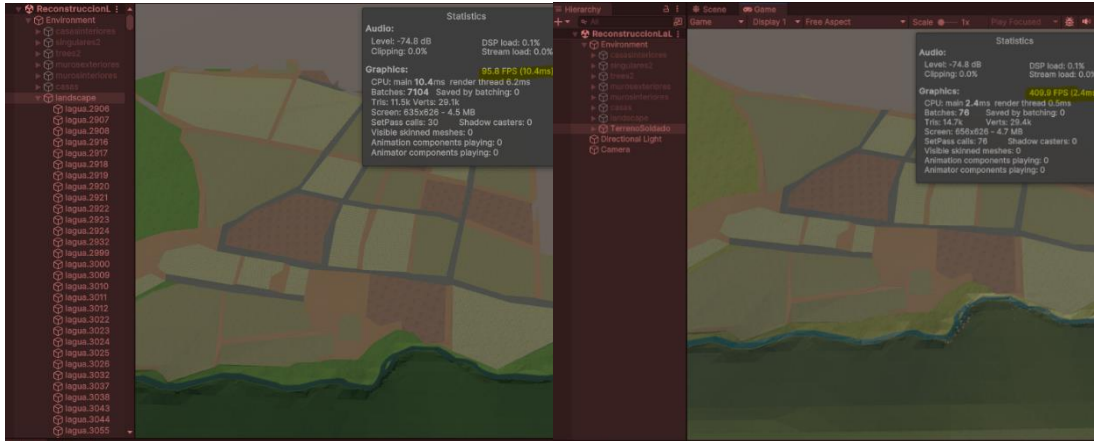 ReconstruccionL
Environment
casasinteriores
singulares2
trees2
murosinteriores
murosexteriores
casas
landscape
lagua.2906
lagua.2907
lagua.2908
lagua.2916
lagua.2917
lagua.2918
lagua.2919
lagua.2920
lagua.2921
lagua.2922
lagua.2923
lagua.2924
lagua.2932
lagua.2999
lagua.3000
lagua.3009
lagua.3010
lagua.3011
lagua.3012
lagua.3022
lagua.3023
lagua.3024
lagua.3025
lagua.3026
lagua.3032
lagua.3037
lagua.3038
lagua.3043
lagua.3044
lagua.3055
Statistics
Audio:
Level: -74.8 dB DSP load: 0.1%
Clipping: 0.0% Stream load: 0.0%
Graphics: 95.8 FPS (10.4ms)
CPU: main 10.4ms render thread 6.2ms
Batches: 7104 Saved by batching: 0
Tris: 11.5k Verts: 29.1k
Screen: 635x626 - 4.5 MB
SetPass calls: 30 Shadow casters: 0
Visible skinned meshes: 0
Animation components playing: 0
Animator components playing: 0
Hierarchy
All
ReconstruccionLaL
Environment
casasinteriores
singulares2
trees2
murosexteriores
murosinteriores
casas
landscape
TerrenoSoldado
Directional Light
Camera
Scene Game
Game Display 1 Free Aspect Scale 1x Play Focused
Statistics
Audio:
Level: -74.8 dB DSP load: 0.1%
Clipping: 0.0% Stream load: 0.0%
Graphics: 409.9 FPS (2.4ms
CPU: main 2.4ms render thread 0.5ms
Batches: 76 Saved by batching: 0
Tris: 14.7k Verts: 29.4k
Screen: 656x626 - 4.7 MB
SetPass calls: 76 Shadow casters: 0
Visible skinned meshes: 0
Animation components playing: 0
Animator components playing: 0